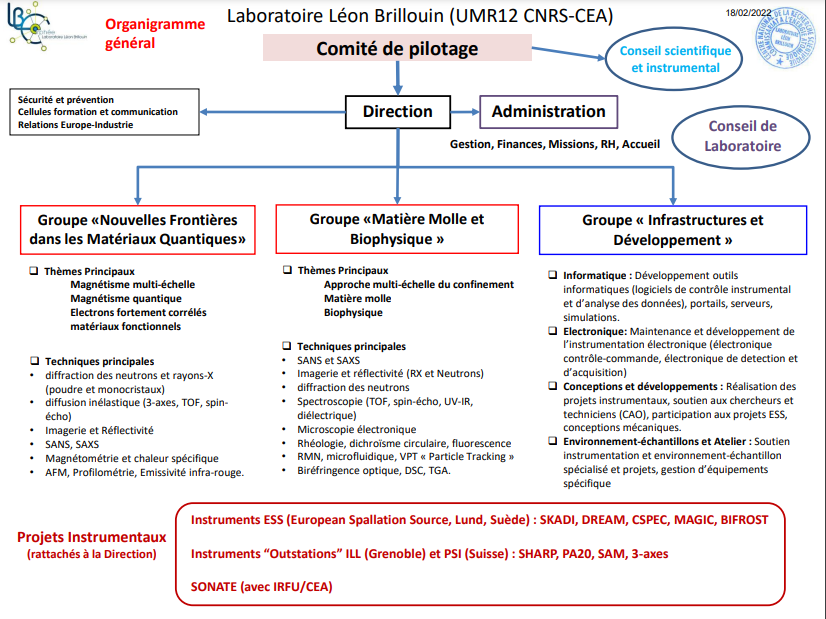 Laboratoire Léon Brillouin (UMR12 CNRS-CEA)
18/02/2022
Organigramme
général
Comité de pilotage
Conseil scientifique
et instrumental
Sécurité et prévention
Cellules formation et communication
Relations Europe-Industrie
Direction
Administration
Gestion, Finances, Missions, RH, Accueil
Conseil de
Laboratoire
Groupe «Nouvelles Frontières
dans les Matériaux Quantiques»
Thèmes Principaux
Magnétisme multi-échelle
Magnétisme quantique
Electrons fortement corrélés
matériaux fonctionnels
Techniques principales
• diffraction des neutrons et rayons-X
(poudre et monocristaux)
• diffusion inélastique (3-axes, TOF, spin-
écho)
• Imagerie et Réflectivité
• SANS, SAXS
• Magnétométrie et chaleur spécifique
• AFM, Profilométrie, Emissivité infra-rouge.
Groupe «Matière Molle et
Biophysique »
Thèmes Principaux
Approche multi-échelle du confinement
Matière molle
Biophysique
Techniques principales
• SANS et SAXS
• Imagerie et réflectivité (RX et Neutrons)
• diffraction des neutrons
• Spectroscopie (TOF, spin-écho, UV-IR,
diélectrique)
• Microscopie électronique
• Rhéologie, dichroïsme circulaire, fluorescence
• RMN, microfluidique, VPT « Particle Tracking »
• Biréfringence optique, DSC, TGA.
Groupe « Infrastructures et
Développement »
Informatique : Développement outils
informatiques (logiciels de contrôle instrumental
et d’analyse des données), portails, serveurs,
simulations.
Electronique: Maintenance et développement de
l’instrumentation électronique (électronique
contrôle-commande, électronique de detection et
d’acquisition)
Conceptions et développements : Réalisation des
projets instrumentaux, soutien aux chercheurs et
techniciens (CAO), participation aux projets ESS,
conceptions mécaniques.
Environnement-échantillons et Atelier : Soutien
instrumentation et environnement-échantillon
spécialisé et projets, gestion d’équipements
spécifique
Projets Instrumentaux
(rattachés à la Direction)
Instruments ESS (European Spallation Source, Lund, Suède) : SKADI, DREAM, CSPEC, MAGIC, BIFROST
Instruments “Outstations” ILL (Grenoble) et PSI (Suisse) : SHARP, PA20, SAM, 3-axes
SONATE (avec IRFU/CEA)